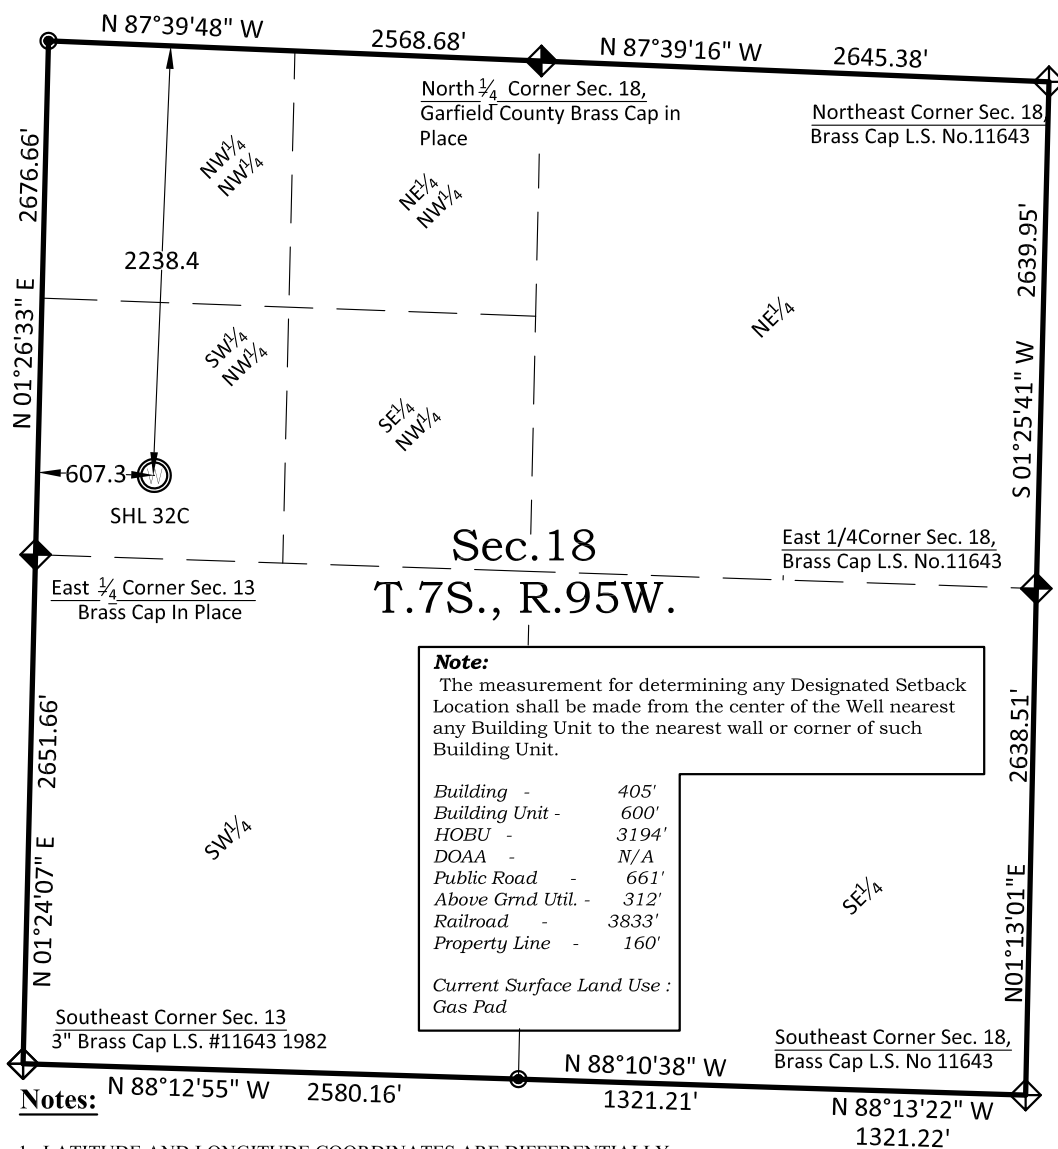 N 87°39'48" W 2568.68' N 87°39'16" W 2645.38'
North 1/4 Corner Sec. 18,
Garfield County Brass Cap in
Place
Northeast Corner Sec. 18,
Brass Cap L.S. No.11643
2676.66'
N 01°26'33" E
NW1/4
NW1/4
NE1/4
NW1/4
2639.95'
S 01°25'41" W
2238.4
NE1/4
SW1/4
NW1/4
SE1/4
NW1/4
607.3
SHL 32C
Sec.18
T.7S., R.95W.
East 1/4Corner Sec. 18,
Brass Cap L.S. No.11643
East 1/4 Corner Sec. 13
Brass Cap In Place
Note:
The measurement for determining any Designated Setback
Location shall be made from the center of the Well nearest
any Building Unit to the nearest wall or corner of such
Building Unit.
Building - 405'
Building Unit - 600'
HOBU - 3194'
DOAA - N/A
Public Road - 661'
Above Grnd Util. - 312'
Railroad - 3833'
Property Line - 160'
Current Surface Land Use :
Gas Pad
2651.66'
N 01°24'07" E
SW1/4
2638.51'
N01°13'01"E
SE1/4
Southeast Corner Sec. 13
3" Brass Cap L.S. #11643 1982
Southeast Corner Sec. 18,
Brass Cap L.S. No 11643
N 88°12'55" W 2580.16'
N 88°10'38" W
1321.21'
N 88°13'22" W
1321.22'
Notes:
1. LATITUDE AND LONGITUDE COORDINATES ARE DIFFERENTIALLY